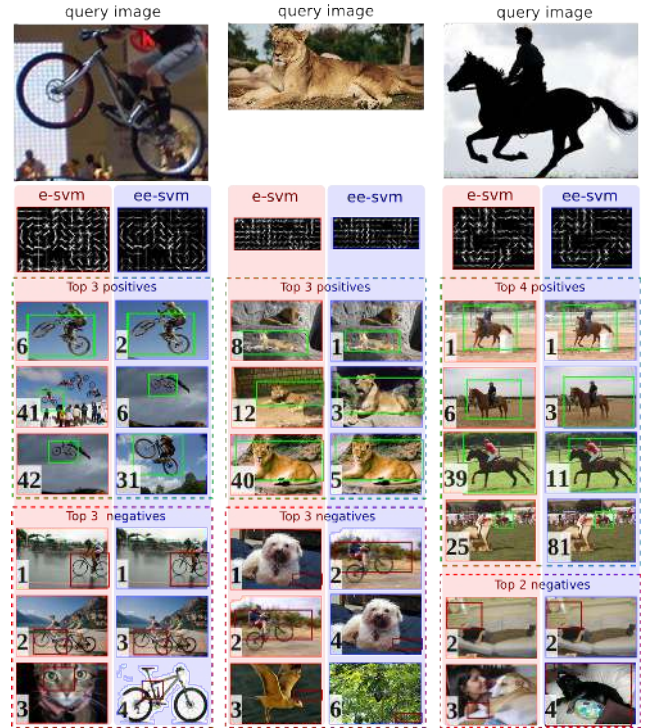 query image
query image
query image
e-svm
ee-svm
e-svm
ee-svm
e-svm
ee-svm
Top 3 positives
Top 3 positives
Top 4 positives
6
2
8
1
1
1
41
6
12
3
6
3
42
31
40
5
39
11
25
81
Top 3 negatives
Top 3 negatives
Top 2 negatives
1
1
1
2
2
3
2
4
2
2
3
4
3
6
3
4